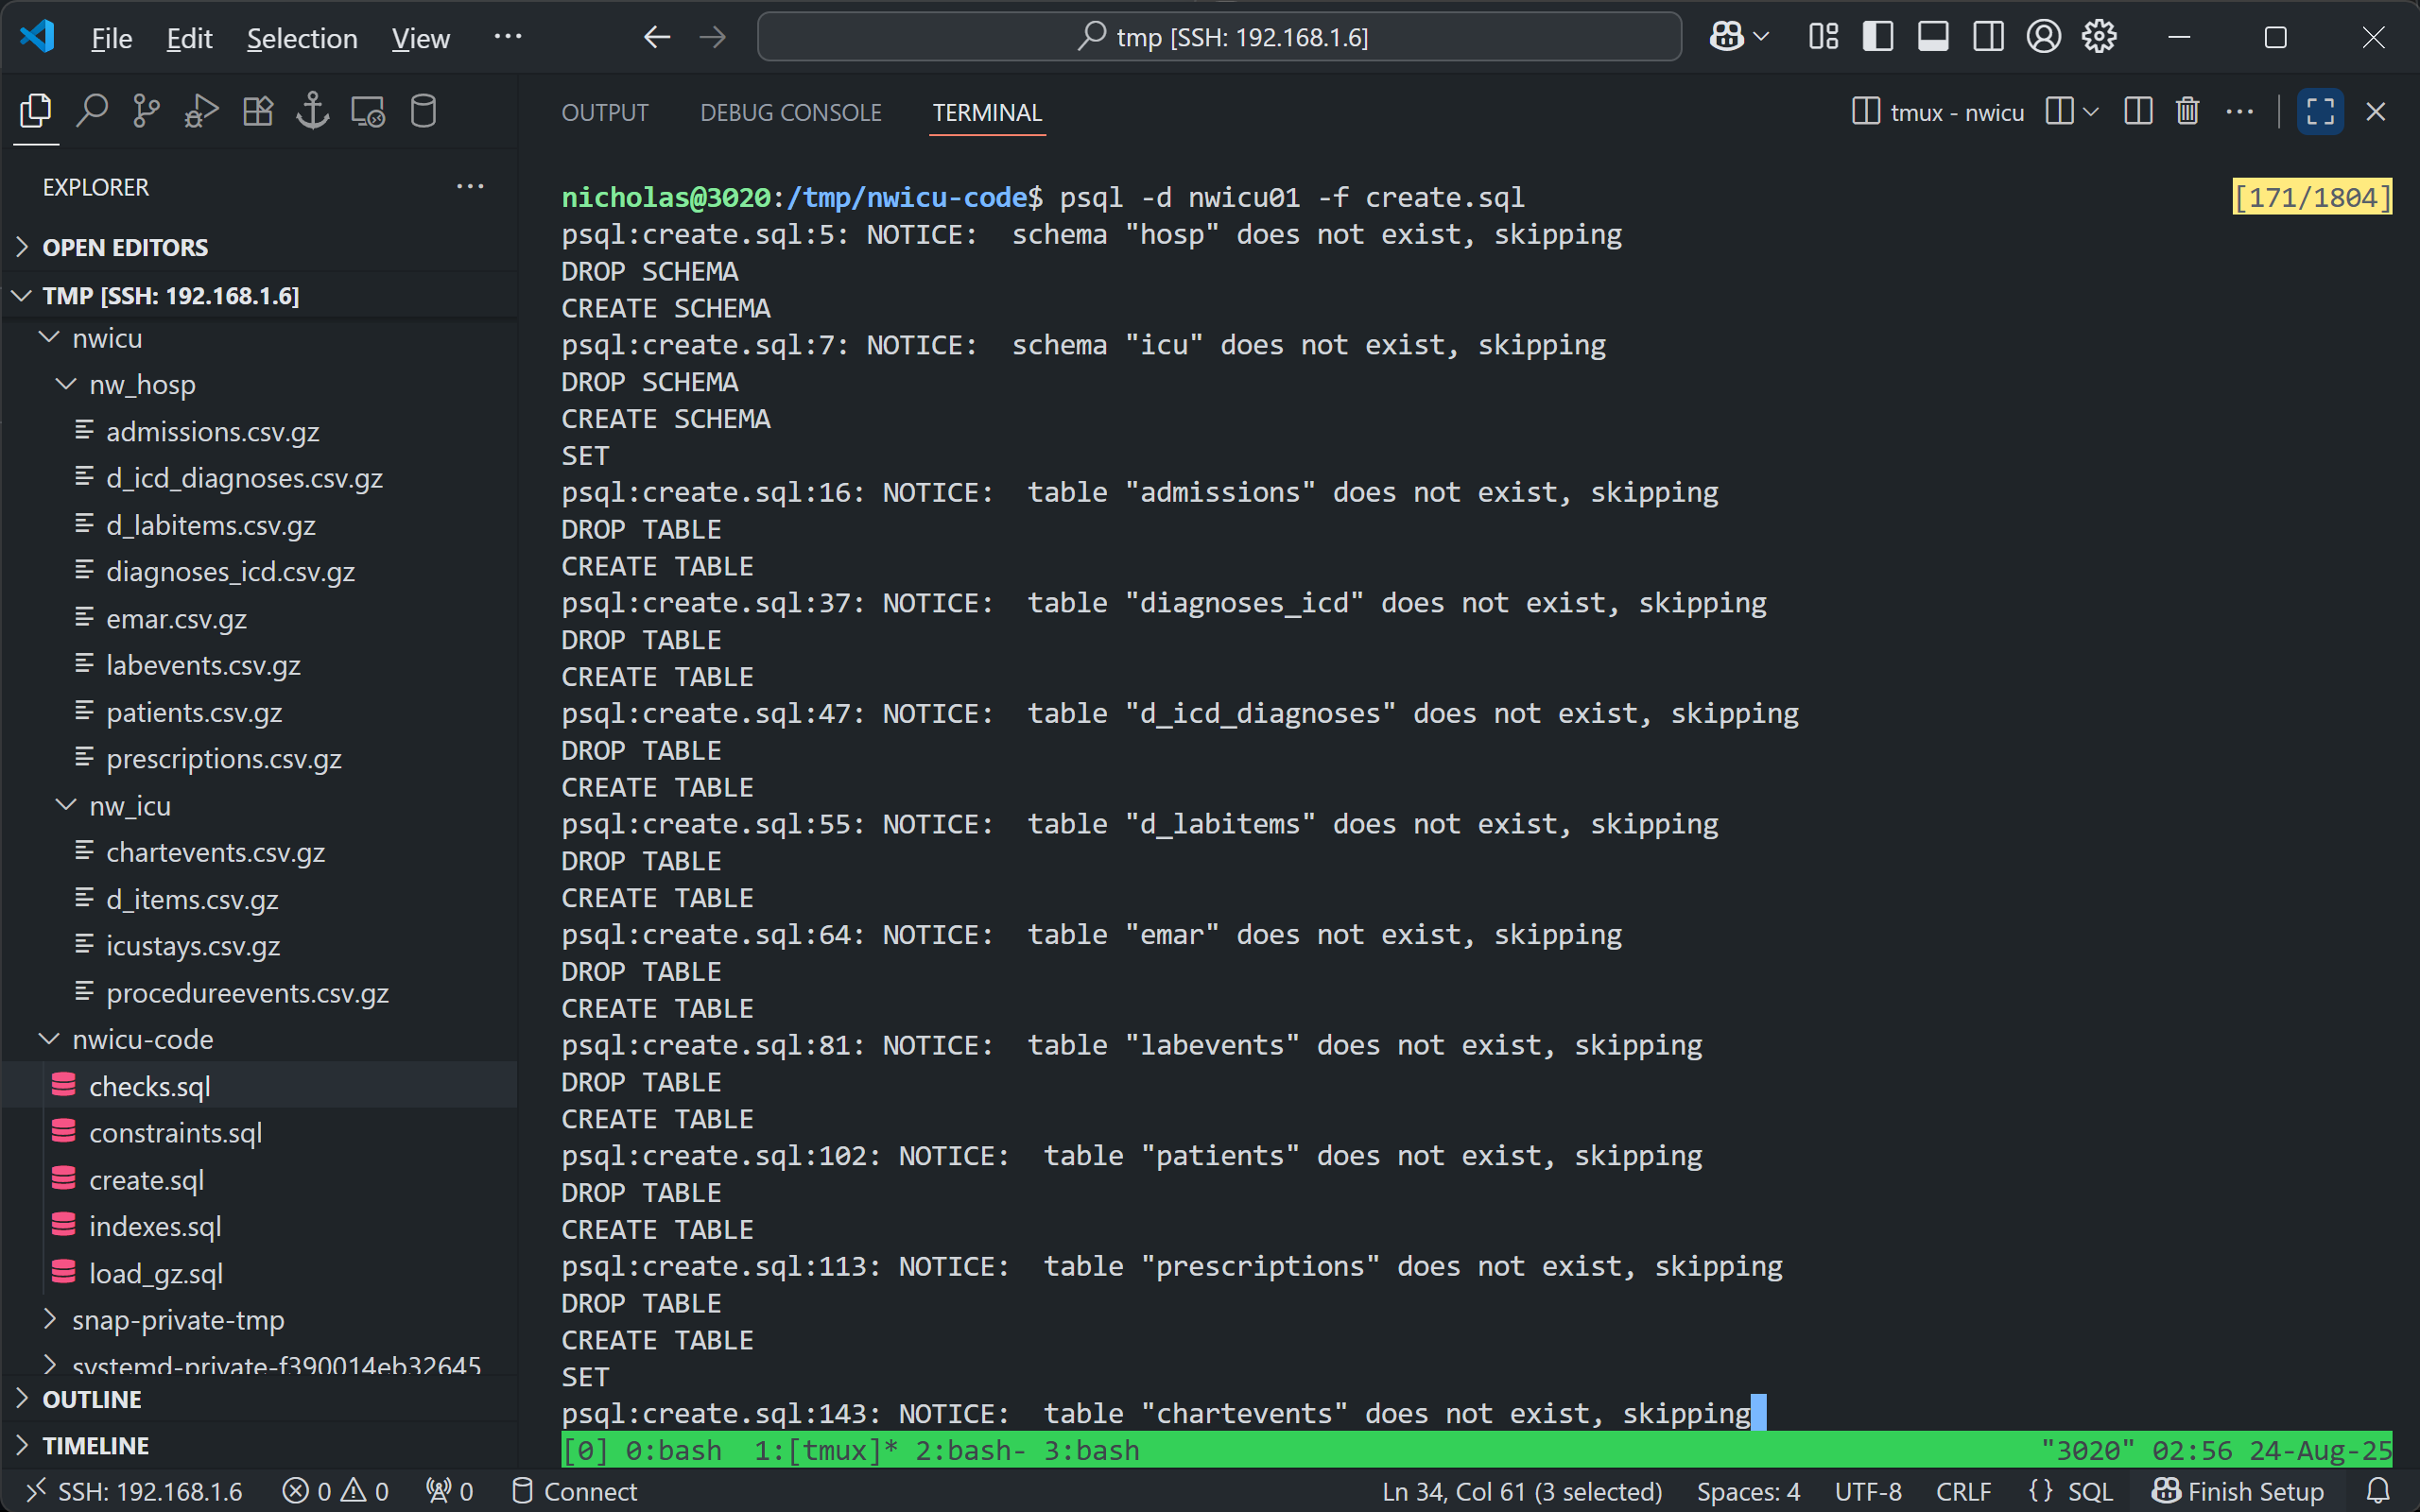 File Edit Selection View ··· tmp [SSH: 192.168.1.6]
OUTPUT DEBUG CONSOLE TERMINAL tmux - nwicu
EXPLORER
OPEN EDITORS
TMP [SSH: 192.168.1.6]
nwicu
nw_hosp
admissions.csv.gz
d_icd_diagnoses.csv.gz
d_labitems.csv.gz
diagnoses_icd.csv.gz
emar.csv.gz
labevents.csv.gz
patients.csv.gz
prescriptions.csv.gz
nw_icu
chartevents.csv.gz
d_items.csv.gz
icustays.csv.gz
procedureevents.csv.gz
nwicu-code
checks.sql
constraints.sql
create.sql
indexes.sql
load_gz.sql
snap-private-tmp
systemd-private-f390014eb32645
OUTLINE
TIMELINE
nicholas@3020:/tmp/nwicu-code$ psql -d nwicu01 -f create.sql [171/1804]
psql:create.sql:5: NOTICE:  schema "hosp" does not exist, skipping
DROP SCHEMA
CREATE SCHEMA
psql:create.sql:7: NOTICE:  schema "icu" does not exist, skipping
DROP SCHEMA
CREATE SCHEMA
SET
psql:create.sql:16: NOTICE:  table "admissions" does not exist, skipping
DROP TABLE
CREATE TABLE
psql:create.sql:37: NOTICE:  table "diagnoses_icd" does not exist, skipping
DROP TABLE
CREATE TABLE
psql:create.sql:47: NOTICE:  table "d_icd_diagnoses" does not exist, skipping
DROP TABLE
CREATE TABLE
psql:create.sql:55: NOTICE:  table "d_labitems" does not exist, skipping
DROP TABLE
CREATE TABLE
psql:create.sql:64: NOTICE:  table "emar" does not exist, skipping
DROP TABLE
CREATE TABLE
psql:create.sql:81: NOTICE:  table "labevents" does not exist, skipping
DROP TABLE
CREATE TABLE
psql:create.sql:102: NOTICE:  table "patients" does not exist, skipping
DROP TABLE
CREATE TABLE
psql:create.sql:113: NOTICE:  table "prescriptions" does not exist, skipping
DROP TABLE
CREATE TABLE
SET
psql:create.sql:143: NOTICE:  table "chartevents" does not exist, skipping
[0] 0:bash  1:[tmux]* 2:bash- 3:bash "3020" 02:56 24-Aug-25
SSH: 192.168.1.6 0 0 0 Connect Ln 34, Col 61 (3 selected) Spaces: 4 UTF-8 CRLF {} SQL Finish Setup